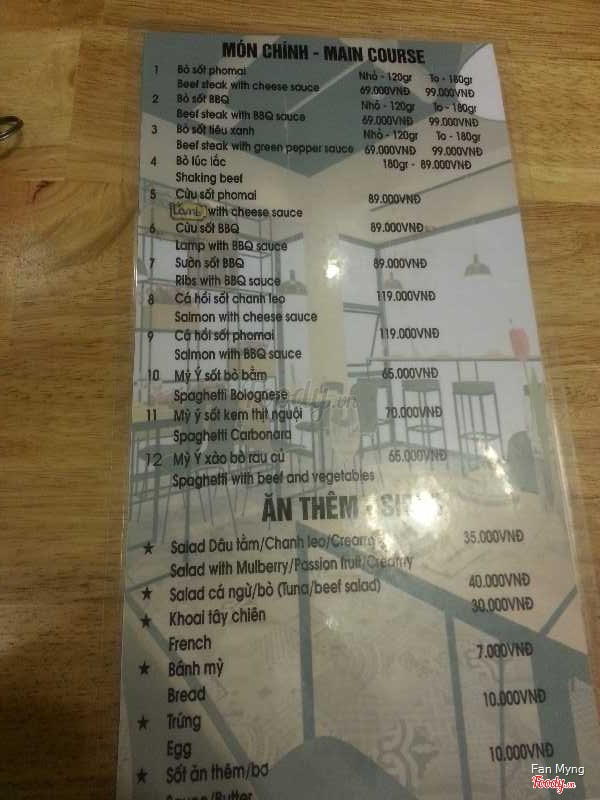 MÓN CHÍNH - MAIN COURSE
1 Bò sốt phomai Nhỏ - 120gr To - 180gr
Beef steak with cheese sauce 69.000VNĐ 99.000VNĐ
2 Bò sốt BBQ Nhỏ - 120gr To - 180gr
Beef steak with BBQ sauce 69.000VNĐ 99.000VNĐ
3 Bò sốt tiêu xanh Nhỏ - 120gr To - 180gr
Beef steak with green pepper sauce 69.000VNĐ 99.000VNĐ
4 Bò lúc lắc 180gr - 89.000VNĐ
Shaking beef
5 Cừu sốt phomai 89.000VNĐ
Lamb with cheese sauce
6 Cừu sốt BBQ 89.000VNĐ
Lamp with BBQ sauce
7 Sườn sốt BBQ 89.000VNĐ
Ribs with BBQ sauce
8 Cá hồi sốt chanh leo 119.000VNĐ
Salmon with cheese sauce
9 Cá hồi sốt phomai 119.000VNĐ
Salmon with BBQ sauce
10 Mỳ Ý sốt bò bằm 65.000VNĐ
Spaghetti Bolognese
11 Mỳ ý sốt kem thịt nguội 70.000VNĐ
Spaghetti Carbonara
12 Mỳ Ý xào bò rau củ 65.000VNĐ
Spaghetti with beef and vegetables
ĂN THÊM
★ Salad Dâu tằm/Chanh leo/Creamy 35.000VNĐ
Salad with Mulberry/Passion fruit/Creamy
★ Salad cá ngừ/bò (Tuna/beef salad) 40.000VNĐ
★ Khoai tây chiên 30.000VNĐ
French
★ Bánh mỳ 7.000VNĐ
Bread
★ Trứng 10.000VNĐ
Egg
★ Sốt ăn thêm/bơ 10.000VNĐ
Sauce/Butter
Fan Myng
Foody.vn